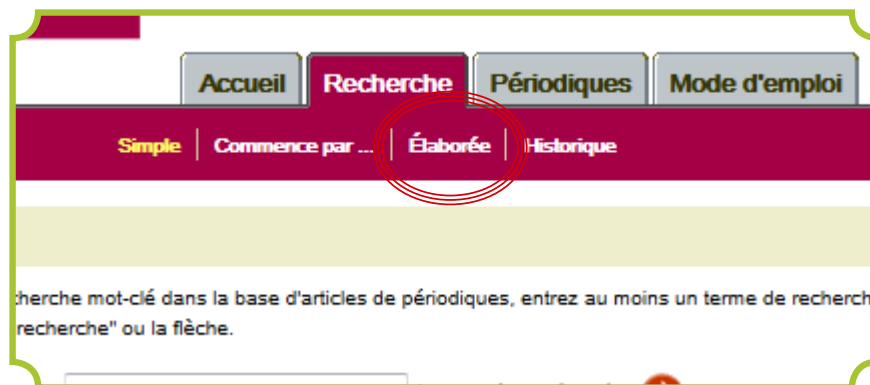 Accueil Recherche Périodiques Mode d'emploi
Simple Commence par ... Élaborée Historique
cherche mot-clé dans la base d'articles de périodiques, entrez au moins un terme de recherch
recherche" ou la flèche.